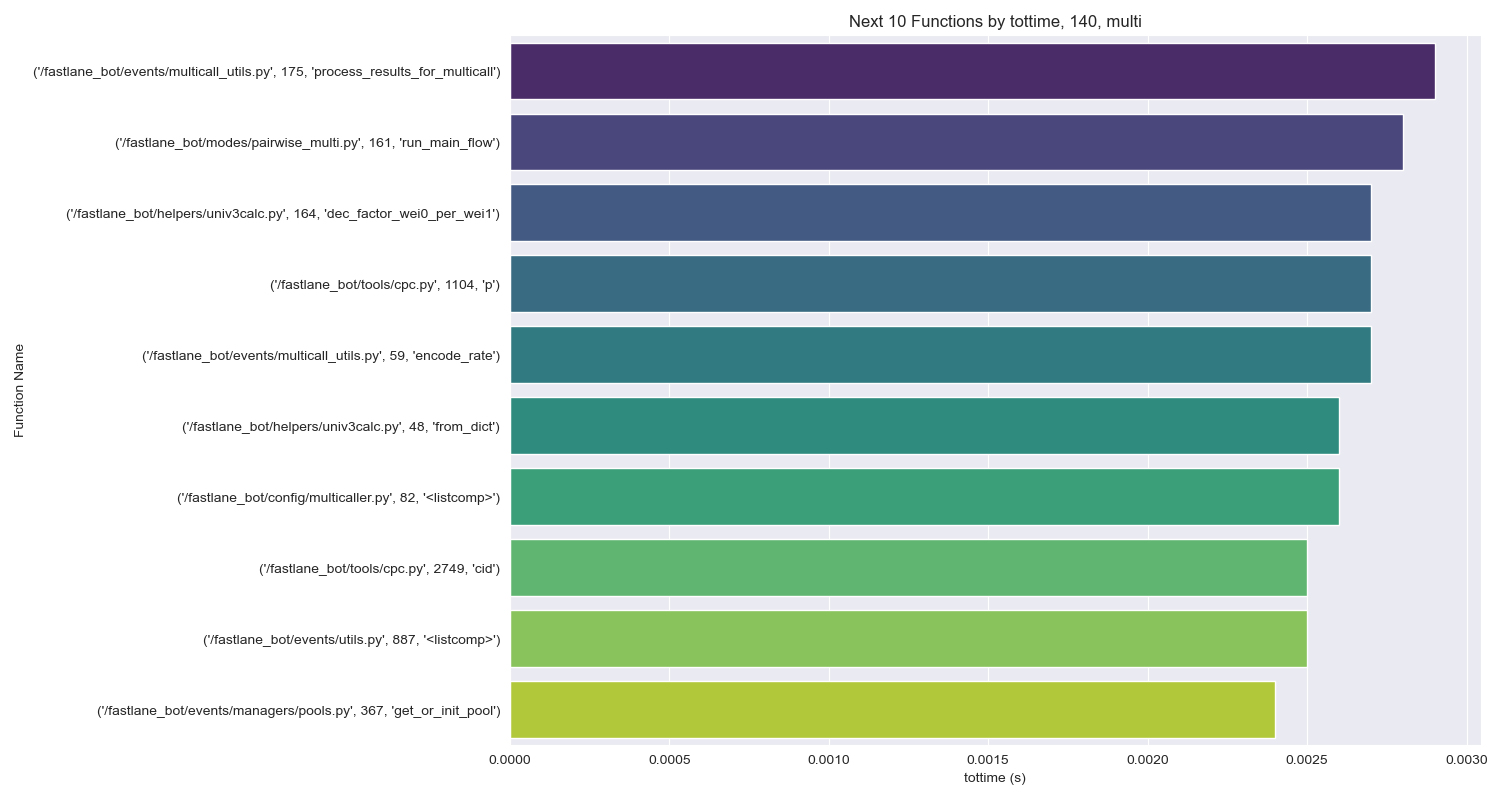 Next 10 Functions by tottime, 140, multi
('/fastlane_bot/events/multicall_utils.py', 175, 'process_results_for_multicall')
('/fastlane_bot/modes/pairwise_multi.py', 161, 'run_main_flow')
('/fastlane_bot/helpers/univ3calc.py', 164, 'dec_factor_wei0_per_wei1')
('/fastlane_bot/tools/cpc.py', 1104, 'p')
('/fastlane_bot/events/multicall_utils.py', 59, 'encode_rate')
('/fastlane_bot/helpers/univ3calc.py', 48, 'from_dict')
('/fastlane_bot/config/multicaller.py', 82, '<listcomp>')
('/fastlane_bot/tools/cpc.py', 2749, 'cid')
('/fastlane_bot/events/utils.py', 887, '<listcomp>')
('/fastlane_bot/events/managers/pools.py', 367, 'get_or_init_pool')
Function Name
0.0000 0.0005 0.0010 0.0015 0.0020 0.0025 0.0030
tottime (s)